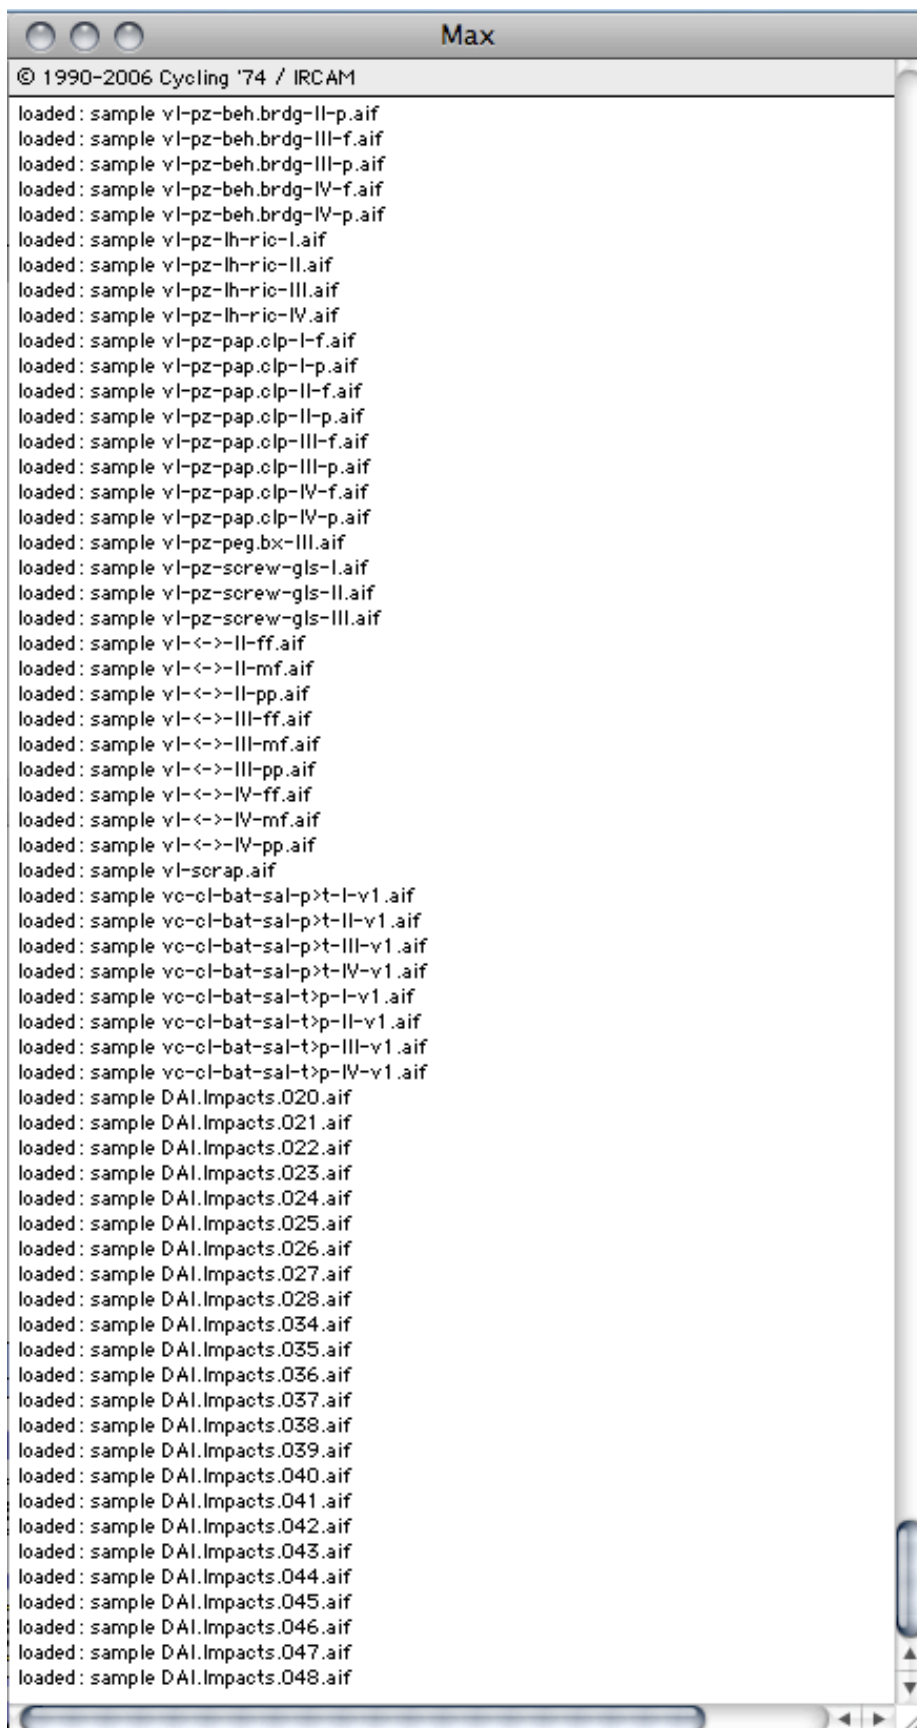 Max
© 1990-2006 Cycling '74 / IRCAM
loaded: sample vl-pz-beh.brdg-II-p.aif
loaded: sample vl-pz-beh.brdg-III-f.aif
loaded: sample vl-pz-beh.brdg-III-p.aif
loaded: sample vl-pz-beh.brdg-IV-f.aif
loaded: sample vl-pz-beh.brdg-IV-p.aif
loaded: sample vl-pz-lh-ric-I.aif
loaded: sample vl-pz-lh-ric-II.aif
loaded: sample vl-pz-lh-ric-III.aif
loaded: sample vl-pz-lh-ric-IV.aif
loaded: sample vl-pz-pap.clp-I-f.aif
loaded: sample vl-pz-pap.clp-I-p.aif
loaded: sample vl-pz-pap.clp-II-f.aif
loaded: sample vl-pz-pap.clp-II-p.aif
loaded: sample vl-pz-pap.clp-III-f.aif
loaded: sample vl-pz-pap.clp-III-p.aif
loaded: sample vl-pz-pap.clp-IV-f.aif
loaded: sample vl-pz-pap.clp-IV-p.aif
loaded: sample vl-pz-peg.bx-III.aif
loaded: sample vl-pz-screw-gls-I.aif
loaded: sample vl-pz-screw-gls-II.aif
loaded: sample vl-pz-screw-gls-III.aif
loaded: sample vl-<->-II-ff.aif
loaded: sample vl-<->-II-mf.aif
loaded: sample vl-<->-II-pp.aif
loaded: sample vl-<->-III-ff.aif
loaded: sample vl-<->-III-mf.aif
loaded: sample vl-<->-III-pp.aif
loaded: sample vl-<->-IV-ff.aif
loaded: sample vl-<->-IV-mf.aif
loaded: sample vl-<->-IV-pp.aif
loaded: sample vl-scrap.aif
loaded: sample vc-cl-bat-sal-p>t-I-v1.aif
loaded: sample vc-cl-bat-sal-p>t-II-v1.aif
loaded: sample vc-cl-bat-sal-p>t-III-v1.aif
loaded: sample vc-cl-bat-sal-p>t-IV-v1.aif
loaded: sample vc-cl-bat-sal-t>p-I-v1.aif
loaded: sample vc-cl-bat-sal-t>p-II-v1.aif
loaded: sample vc-cl-bat-sal-t>p-III-v1.aif
loaded: sample vc-cl-bat-sal-t>p-IV-v1.aif
loaded: sample DAI.Impacts.020.aif
loaded: sample DAI.Impacts.021.aif
loaded: sample DAI.Impacts.022.aif
loaded: sample DAI.Impacts.023.aif
loaded: sample DAI.Impacts.024.aif
loaded: sample DAI.Impacts.025.aif
loaded: sample DAI.Impacts.026.aif
loaded: sample DAI.Impacts.027.aif
loaded: sample DAI.Impacts.028.aif
loaded: sample DAI.Impacts.034.aif
loaded: sample DAI.Impacts.035.aif
loaded: sample DAI.Impacts.036.aif
loaded: sample DAI.Impacts.037.aif
loaded: sample DAI.Impacts.038.aif
loaded: sample DAI.Impacts.039.aif
loaded: sample DAI.Impacts.040.aif
loaded: sample DAI.Impacts.041.aif
loaded: sample DAI.Impacts.042.aif
loaded: sample DAI.Impacts.043.aif
loaded: sample DAI.Impacts.044.aif
loaded: sample DAI.Impacts.045.aif
loaded: sample DAI.Impacts.046.aif
loaded: sample DAI.Impacts.047.aif
loaded: sample DAI.Impacts.048.aif